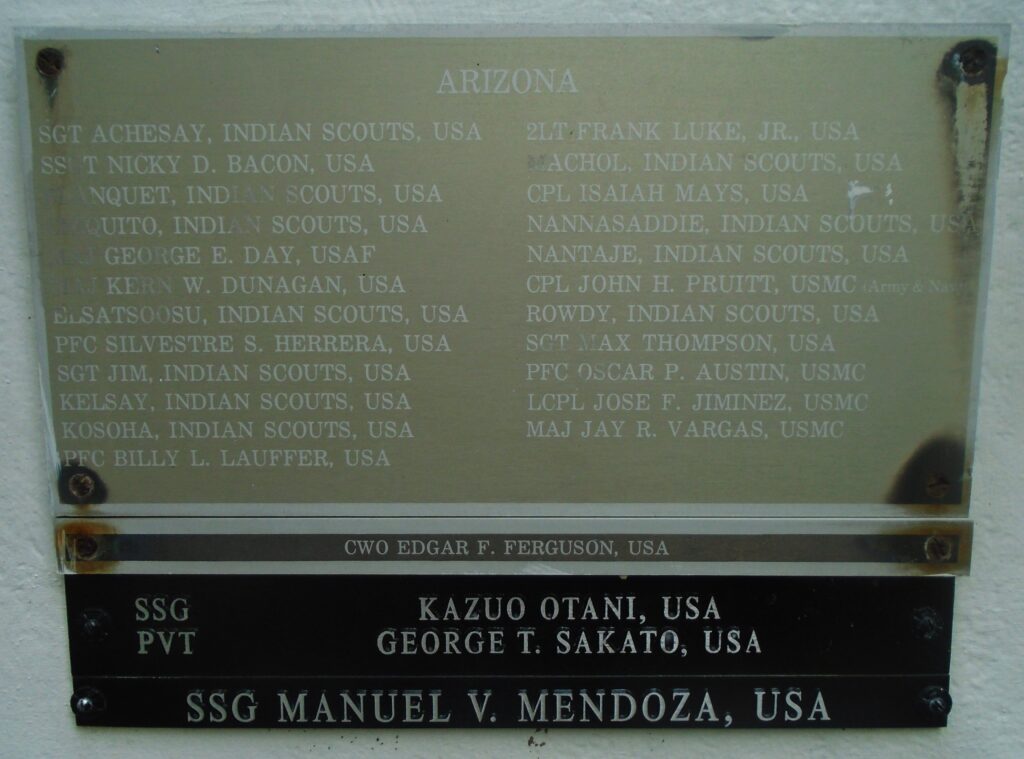 ARIZONA
SGT ACHESAY, INDIAN SCOUTS, USA
SSGT NICKY D. BACON, USA
BLANQUET, INDIAN SCOUTS, USA
CHIQUITO, INDIAN SCOUTS, USA
GEORGE E. DAY, USAF
MAJ KERN W. DUNAGAN, USA
ELSATSOOSU, INDIAN SCOUTS, USA
PFC SILVESTRE S. HERRERA, USA
SGT JIM, INDIAN SCOUTS, USA
KELSAY, INDIAN SCOUTS, USA
KOSOHA, INDIAN SCOUTS, USA
PFC BILLY L. LAUFFER, USA
2LT FRANK LUKE, JR., USA
MACHOL, INDIAN SCOUTS, USA
CPL ISAIAH MAYS, USA
NANNASADDIE, INDIAN SCOUTS, USA
NANTAJE, INDIAN SCOUTS, USA
CPL JOHN H. PRUITT, USMC (Army & Navy)
ROWDY, INDIAN SCOUTS, USA
SGT MAX THOMPSON, USA
PFC OSCAR P. AUSTIN, USMC
LCPL JOSE F. JIMINEZ, USMC
MAJ JAY R. VARGAS, USMC
CWO EDGAR F. FERGUSON, USA
SSG KAZUO OTANI, USA
PVT GEORGE T. SAKATO, USA
SSG MANUEL V. MENDOZA, USA